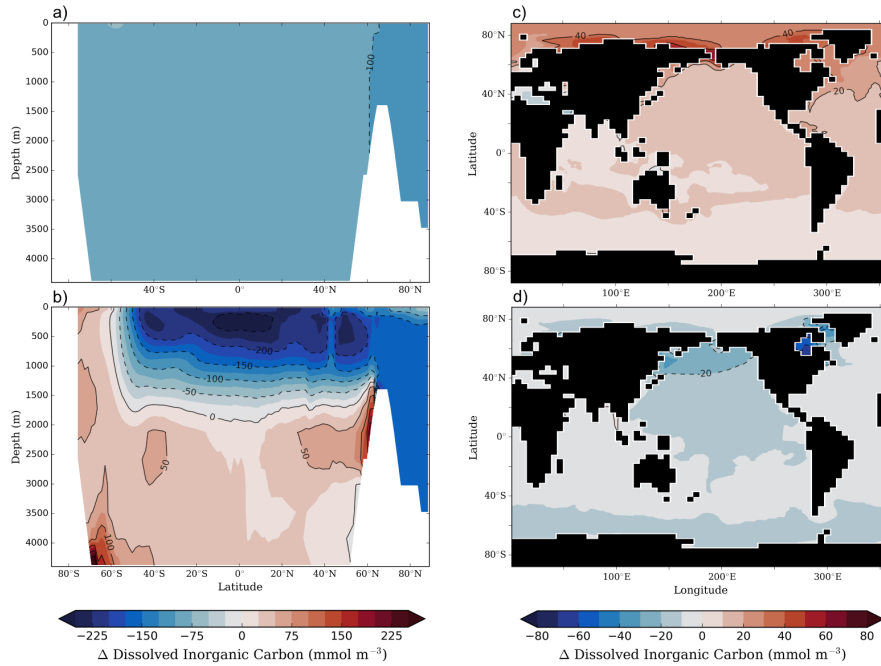 a)
0
500
1000
1500
2000
2500
3000
3500
4000
Depth (m)
-100
40°S
0°
40°N
80°N
b)
0
500
1000
1500
2000
2500
3000
3500
4000
Depth (m)
-200
-150
-100
-50
0
50
50
100
80°S
60°S
40°S
20°S
0°
20°N
40°N
60°N
80°N
Latitude
-225
-150
-75
0
75
150
225
Δ Dissolved Inorganic Carbon (mmol m⁻³)
c)
80°N
40°N
0°
40°S
80°S
Latitude
40
40
20
100°E
200°E
300°E
d)
80°N
60°N
40°N
20°N
0°
20°S
40°S
60°S
80°S
Latitude
-20
100°E
200°E
300°E
Longitude
-80
-60
-40
-20
0
20
40
60
80
Δ Dissolved Inorganic Carbon (mmol m⁻³)